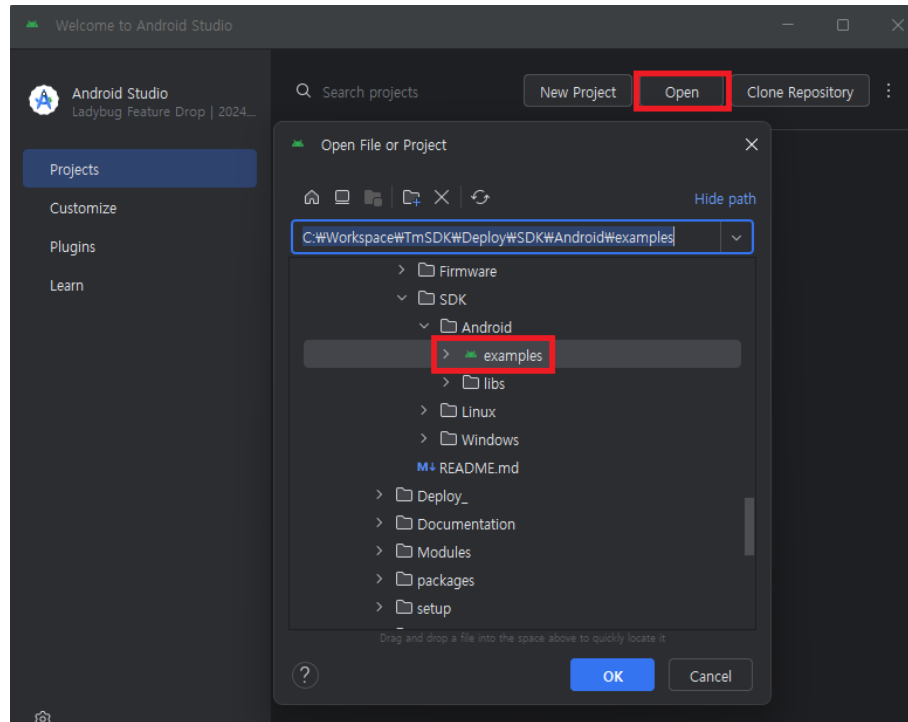 Welcome to Android Studio
Android Studio
Ladybug Feature Drop | 2024...
Search projects
New Project
Open
Clone Repository
Projects
Customize
Plugins
Learn
Open File or Project
Hide path
C:₩Workspace₩TmSDK₩Deploy₩SDK₩Android₩examples
Firmware
SDK
Android
examples
libs
Linux
Windows
M↓ README.md
Deploy_
Documentation
Modules
packages
setup
Drag and drop a file into the space above to quickly locate it
?
OK
Cancel